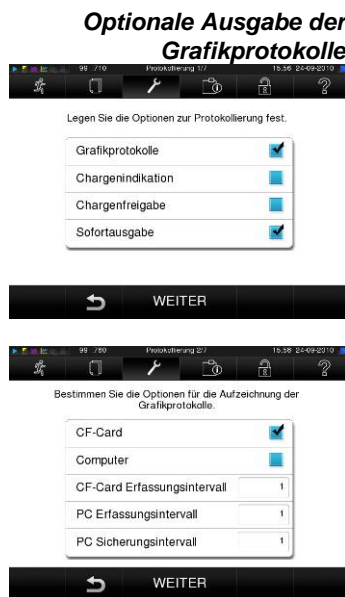 Optionale Ausgabe der
Grafikprotokolle
Protokollierung 1/7 15:56 24-09-2010
Legen Sie die Optionen zur Protokollierung fest.
Grafikprotokolle
Chargenindikation
Chargenfreigabe
Sofortausgabe
WEITER
Protokollierung 2/7 15:56 24-09-2010
Bestimmen Sie die Optionen für die Aufzeichnung der
Grafikprotokolle.
CF-Card
Computer
CF-Card Erfassungsintervall 1
PC Erfassungsintervall 1
PC Sicherungsintervall 1
WEITER